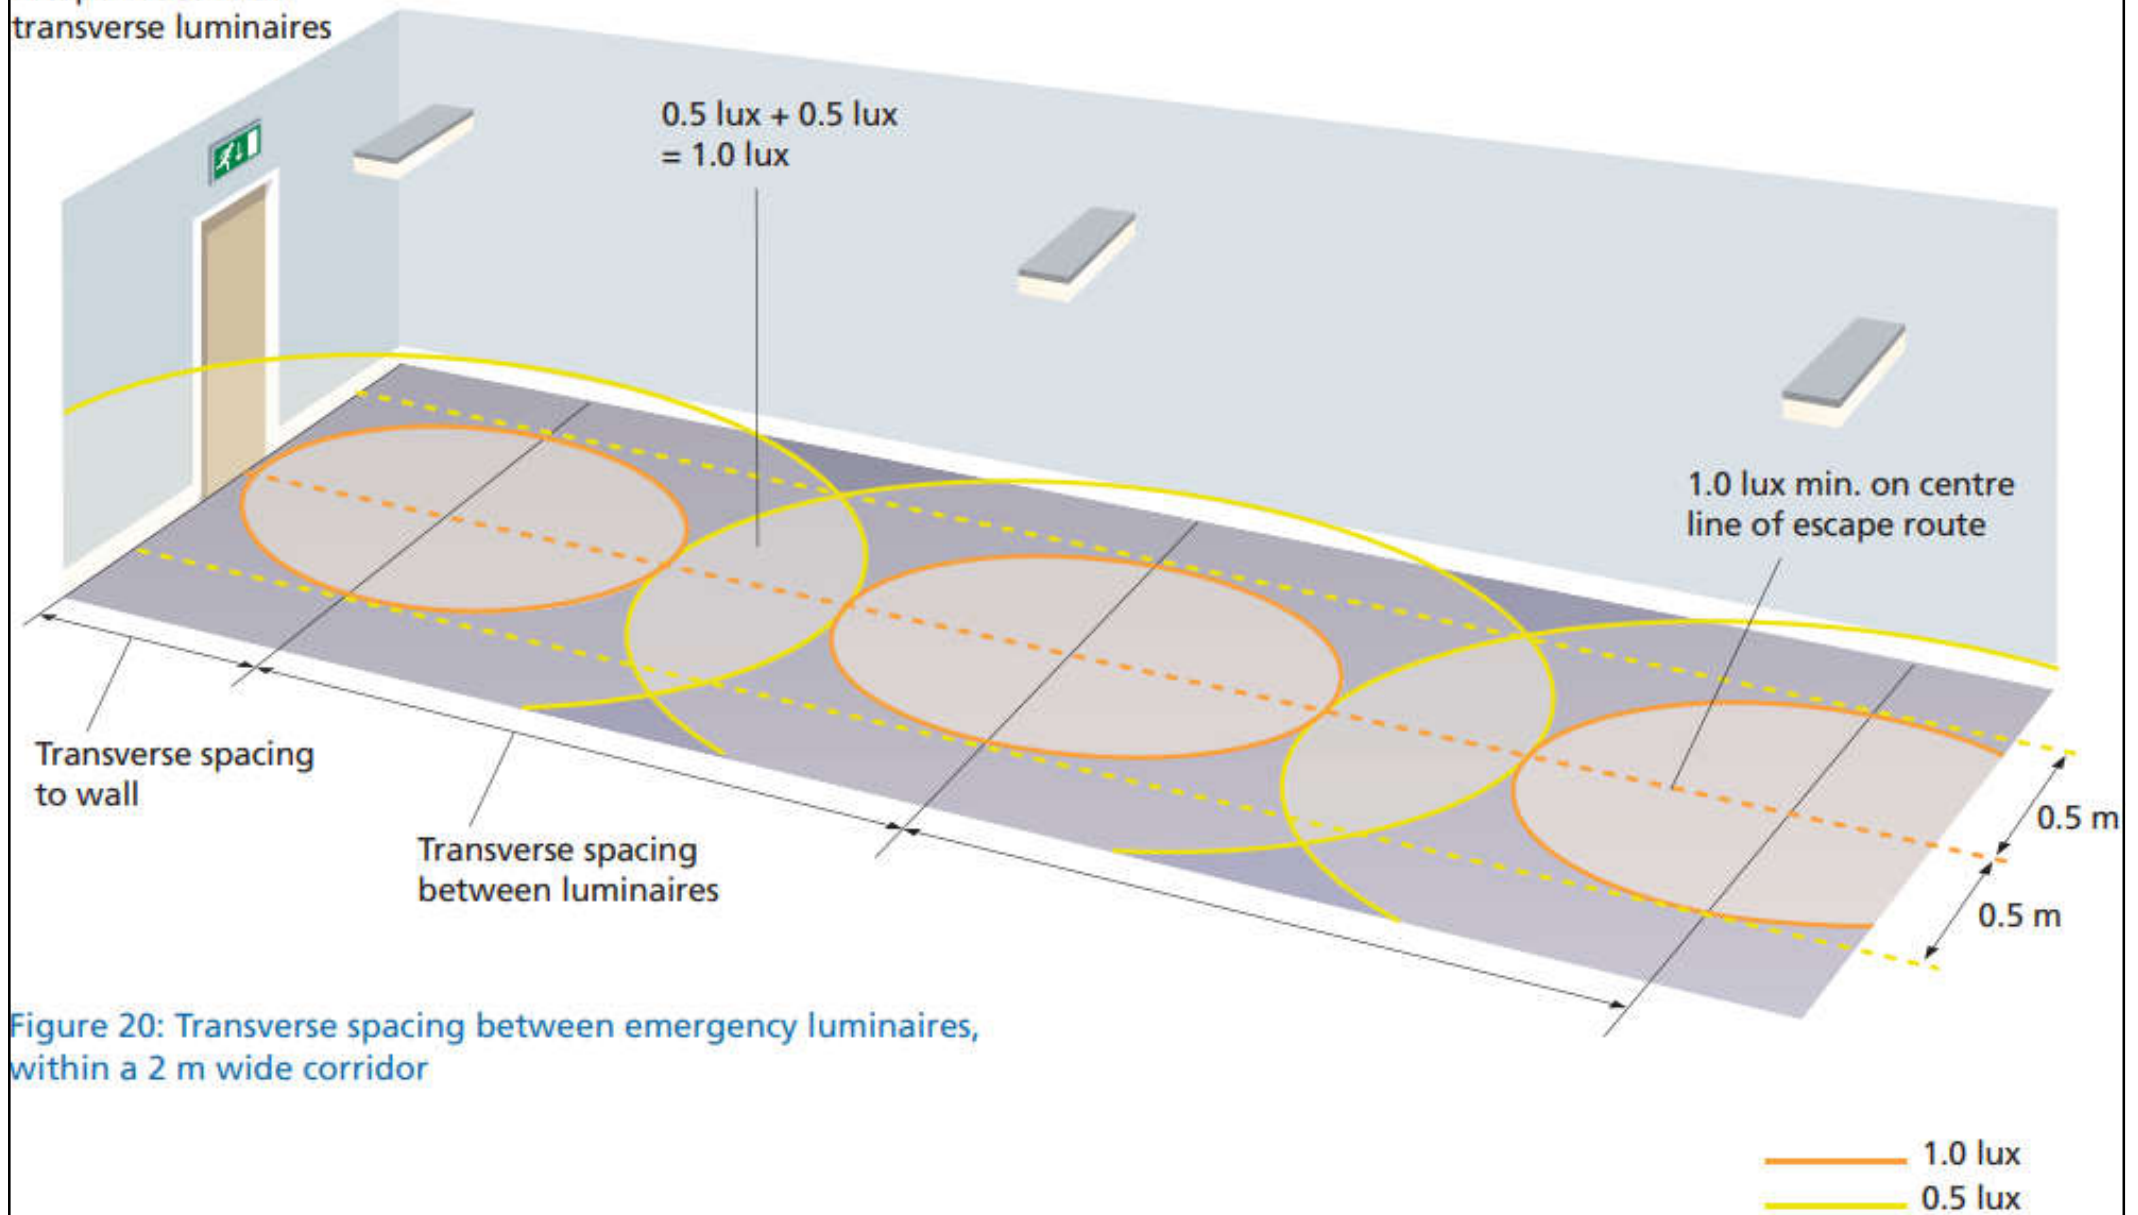 transverse luminaires
0.5 lux + 0.5 lux
= 1.0 lux
1.0 lux min. on centre
line of escape route
Transverse spacing
to wall
Transverse spacing
between luminaires
0.5 m
0.5 m
Figure 20: Transverse spacing between emergency luminaires,
within a 2 m wide corridor
1.0 lux
0.5 lux